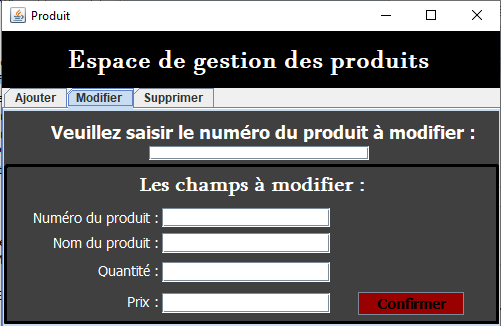 Produit
Espace de gestion des produits
Ajouter Modifier Supprimer
Veuillez saisir le numéro du produit à modifier :
Les champs à modifier :
Numéro du produit :
Nom du produit :
Quantité :
Prix :
Confirmer